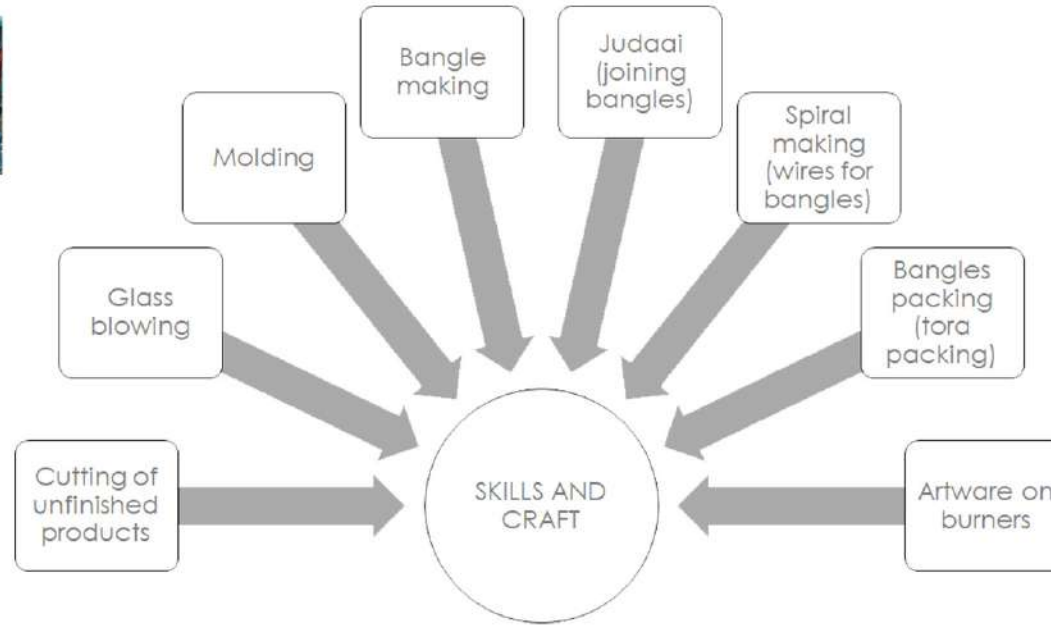 Cutting of
unfinished
products
Glass
blowing
Molding
Bangle
making
Judaai
(joining
bangles)
Spiral
making
(wires for
bangles)
Bangles
packing
(tora
packing)
Artware on
burners
SKILLS AND
CRAFT